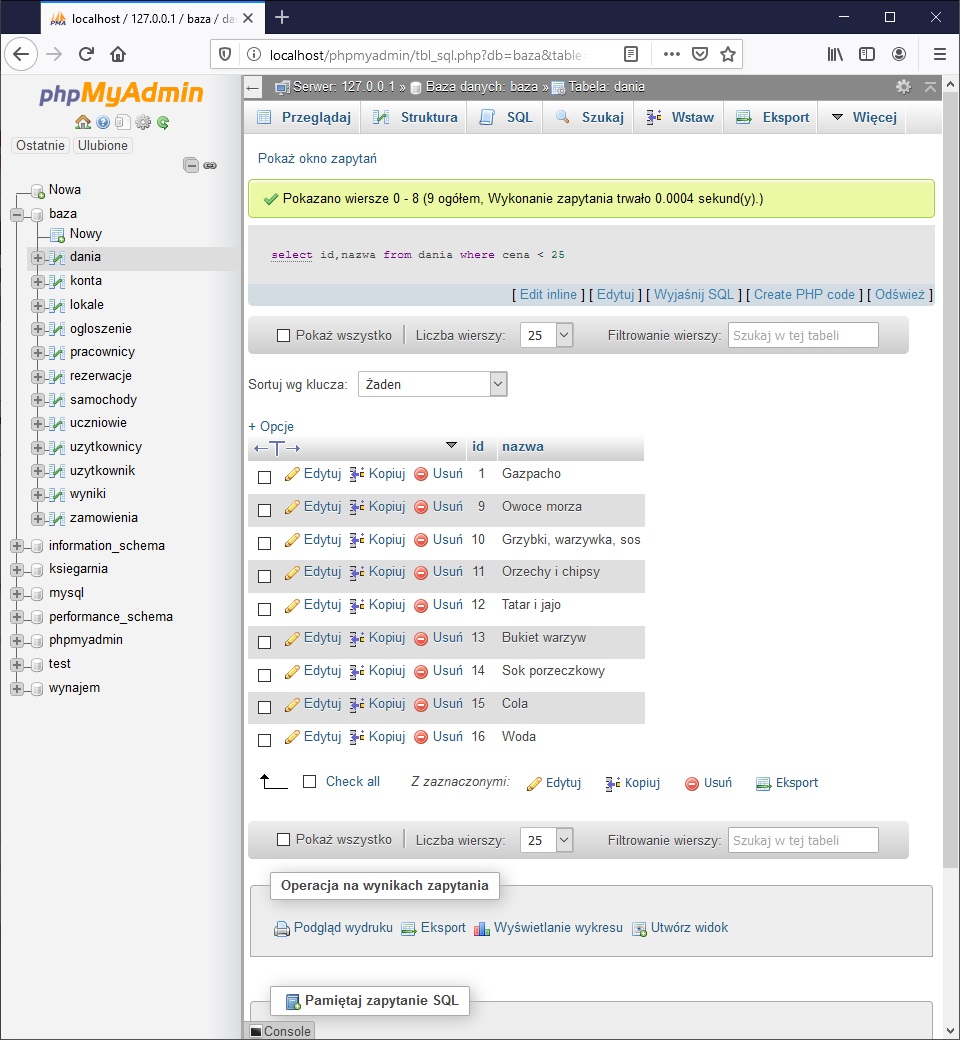 localhost / 127.0.0.1 / baza / da
localhost/phpmyadmin/tbl_sql.php?db=baza&table=
phpMyAdmin
Ostatnie Ulubione
Nowa
baza
Nowy
dania
konta
lokale
ogloszenie
pracownicy
rezerwacje
samochody
uczniowie
uzytkownicy
uzytkownik
wyniki
zamowienia
information_schema
ksiegarnia
mysql
performance_schema
phpmyadmin
test
wynajem
Serwer: 127.0.0.1 » Baza danych: baza » Tabela: dania
Przeglądaj Struktura SQL Szukaj Wstaw Eksport Więcej
Pokaż okno zapytań
Pokazano wiersze 0 - 8 (9 ogółem, Wykonanie zapytania trwało 0.0004 sekund(y).)
select id,nazwa from dania where cena < 25
[ Edit inline ] [ Edytuj ] [ Wyjaśnij SQL ] [ Create PHP code ] [ Odśwież ]
Pokaż wszystko | Liczba wierszy: 25 Filtrowanie wierszy: Szukaj w tej tabeli
Sortuj wg klucza: Żaden
+ Opcje
←T→ id nazwa
Edytuj Kopiuj Usuń 1 Gazpacho
Edytuj Kopiuj Usuń 9 Owoce morza
Edytuj Kopiuj Usuń 10 Grzybki, warzywka, sos
Edytuj Kopiuj Usuń 11 Orzechy i chipsy
Edytuj Kopiuj Usuń 12 Tatar i jajo
Edytuj Kopiuj Usuń 13 Bukiet warzyw
Edytuj Kopiuj Usuń 14 Sok porzeczkowy
Edytuj Kopiuj Usuń 15 Cola
Edytuj Kopiuj Usuń 16 Woda
Check all Z zaznaczonymi: Edytuj Kopiuj Usuń Eksport
Pokaż wszystko | Liczba wierszy: 25 Filtrowanie wierszy: Szukaj w tej tabeli
Operacja na wynikach zapytania
Podgląd wydruku Eksport Wyświetlanie wykresu Utwórz widok
Pamiętaj zapytanie SQL
Console